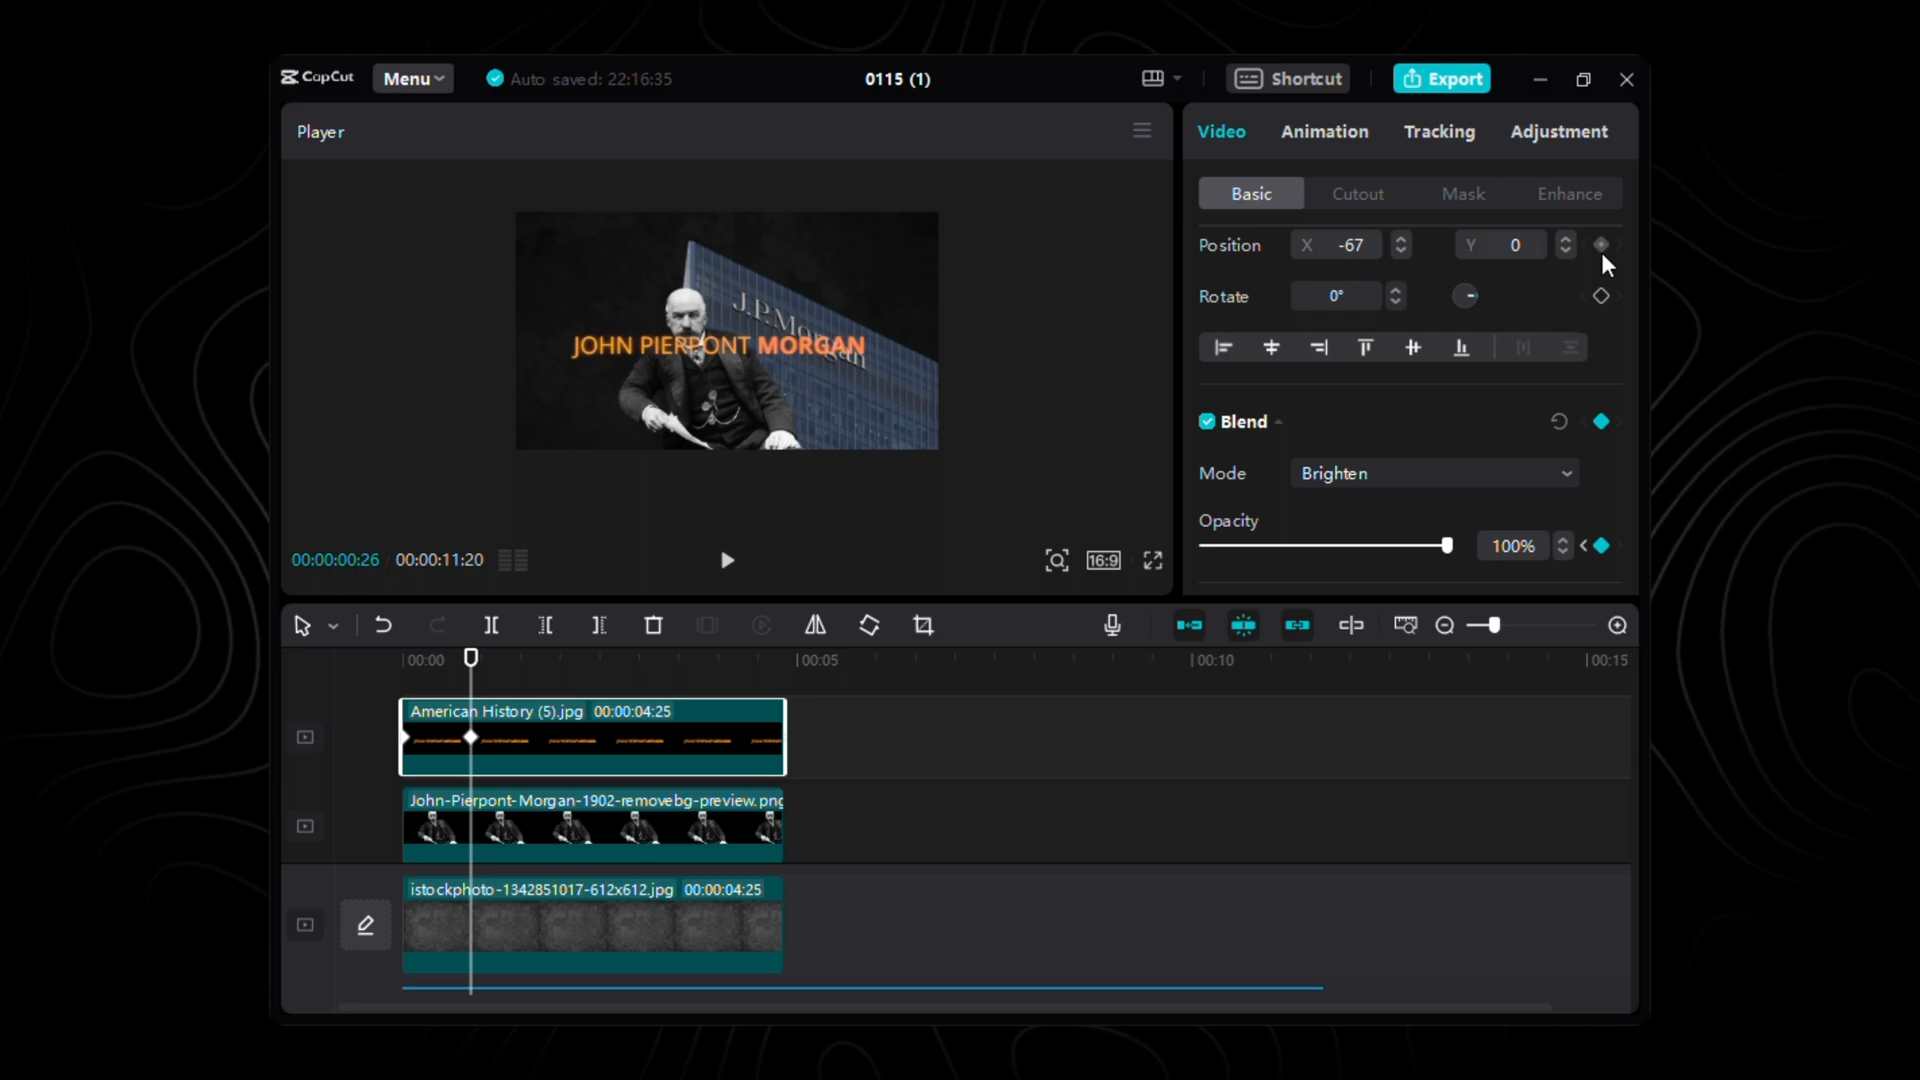 CapCut
Menu
Auto saved: 22:16:35
0115 (1)
Shortcut
Export
Player
J.P.Morgan
JOHN PIERPONT MORGAN
00:00:00:26
00:00:11:20
16:9
Video
Animation
Tracking
Adjustment
Basic
Cutout
Mask
Enhance
Position
X
-67
Y
0
Rotate
0°
Blend
Mode
Brighten
Opacity
100%
00:00
00:05
00:10
00:15
American History (5).jpg 00:00:04:25
John-Pierpont-Morgan-1902-removebg-preview.png
istockphoto-1342851017-612x612.jpg 00:00:04:25